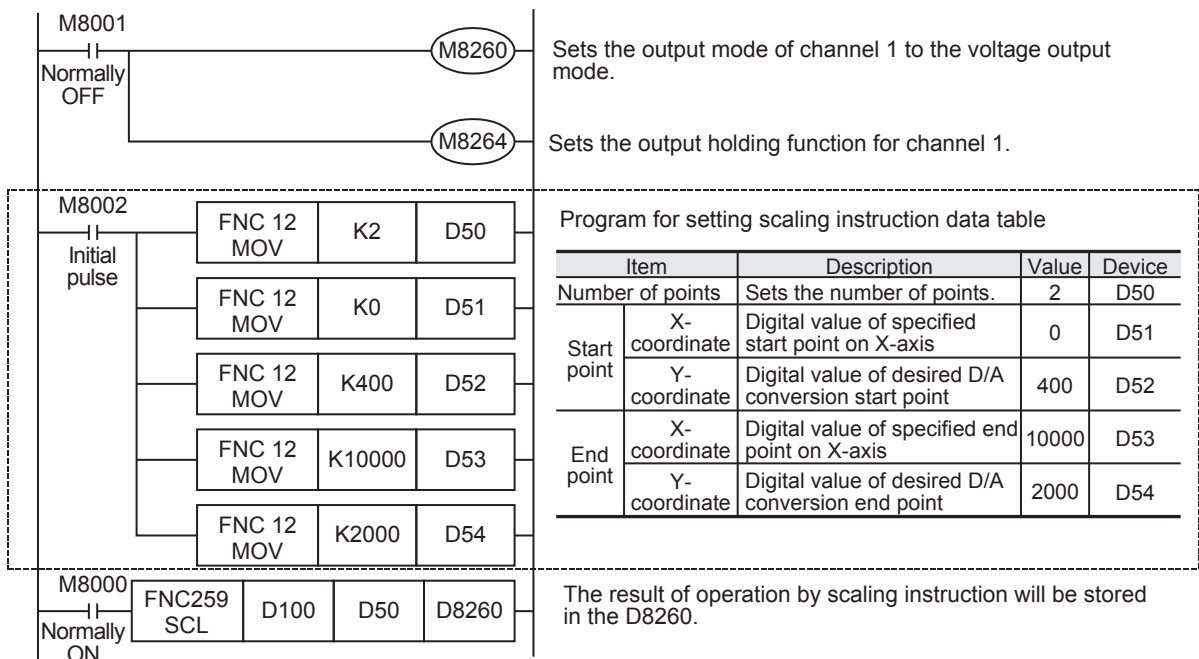 M8001
Normally
OFF
M8260
Sets the output mode of channel 1 to the voltage output
mode.
M8264
Sets the output holding function for channel 1.
M8002
Initial
pulse
FNC 12
MOV
K2
D50
FNC 12
MOV
K0
D51
FNC 12
MOV
K400
D52
FNC 12
MOV
K10000
D53
FNC 12
MOV
K2000
D54
Program for setting scaling instruction data table
Item Description Value Device
Number of points Sets the number of points. 2 D50
Start
point
X-
coordinate
Digital value of specified
start point on X-axis
0
D51
Y-
coordinate
Digital value of desired D/A
conversion start point
400
D52
End
point
X-
coordinate
Digital value of specified end
point on X-axis
10000
D53
Y-
coordinate
Digital value of desired D/A
conversion end point
2000
D54
M8000
Normally
ON
FNC259
SCL
D100
D50
D8260
The result of operation by scaling instruction will be stored
in the D8260.